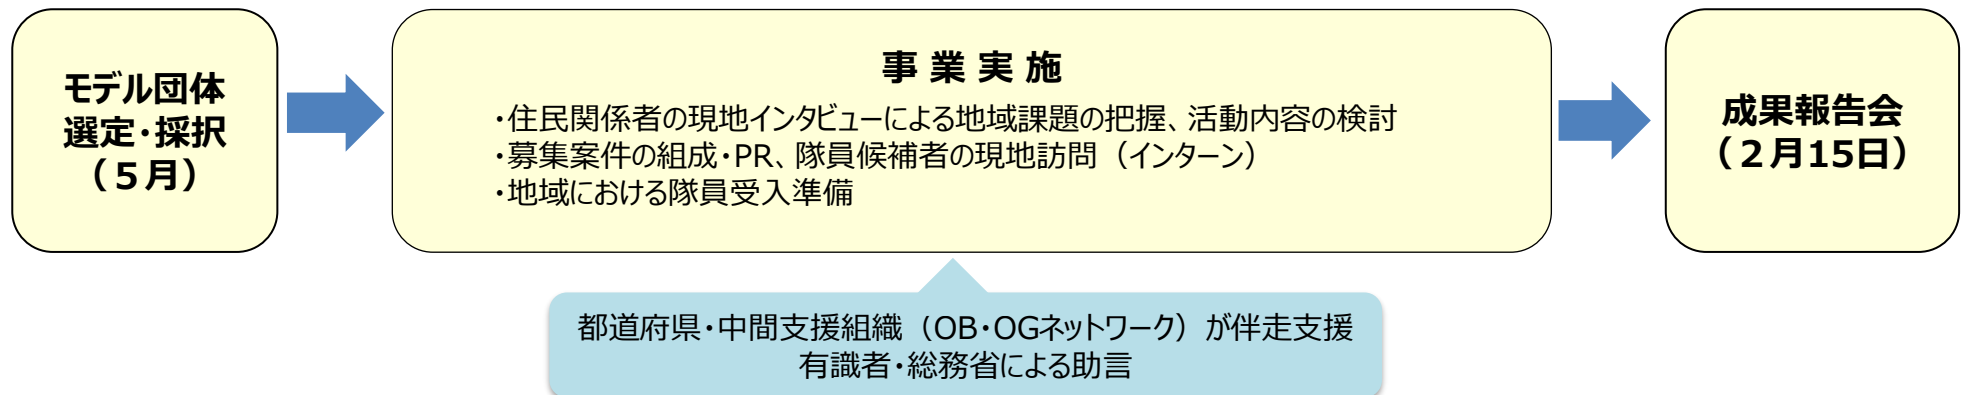 モデル団体
選定・採択
（５月）
事 業 実 施
・住民関係者の現地インタビューによる地域課題の把握、活動内容の検討
・募集案件の組成・PR、隊員候補者の現地訪問（インターン）
・地域における隊員受入準備
成果報告会
（２月15日）
都道府県・中間支援組織（OB・OGネットワーク）が伴走支援
有識者・総務省による助言